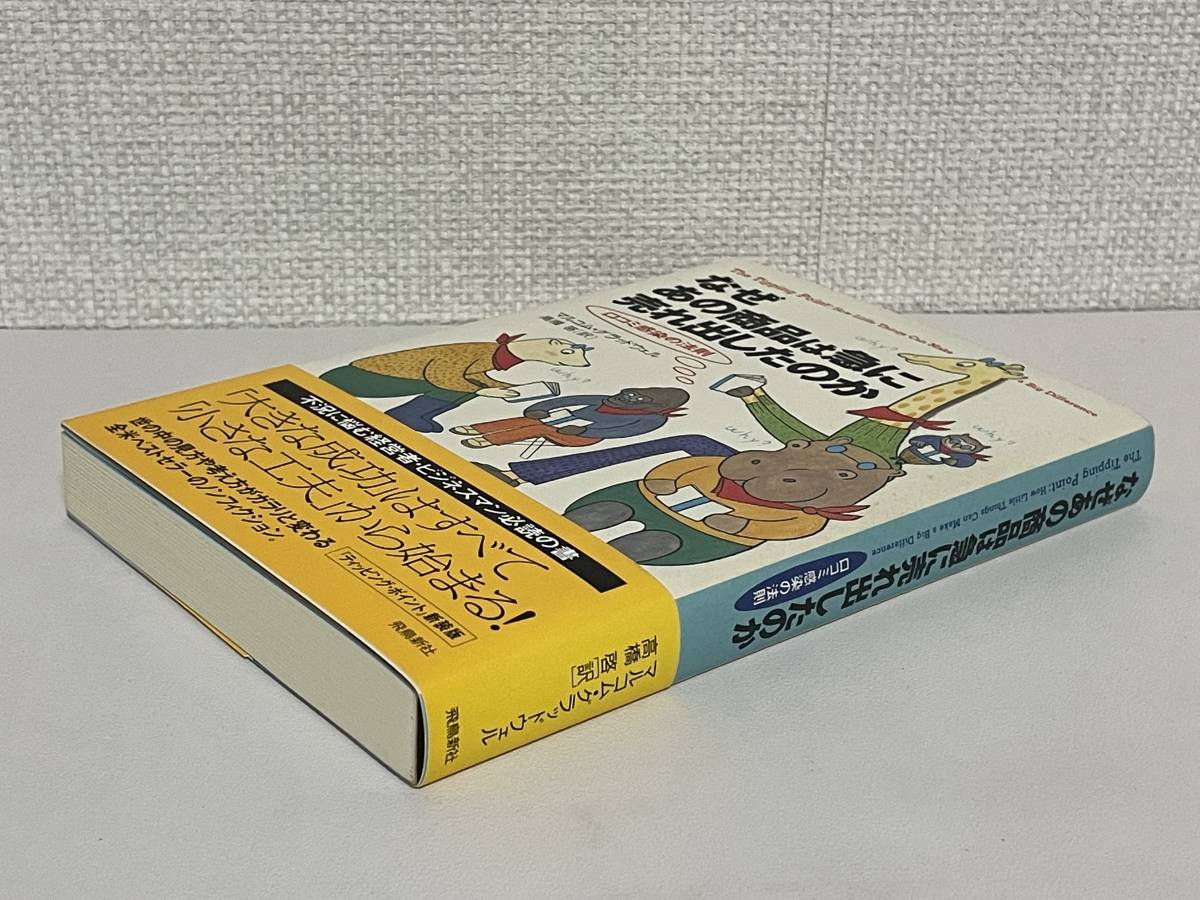 The Tipping Point: How Little Things Can Make a Big Difference
なぜ
あの商品は急に
売れ出したのか
口コミ感染の法則
マルコム・グラッドウェル
高橋 啓 訳
why?
why?
why?
why?
不況に悩む経営者・ビジネスマン必読の書
「大きな成功」はすべて
「小さな工夫」から始まる!
世の中の見方や考え方がガラリと変わる
全米ベストセラーのノンフィクション。
『ティッピング・ポイント』新装版
飛鳥新社
The Tipping Point: How Little Things Can Make a Big Difference
なぜあの商品は急に売れ出したのか
口コミ感染の法則
マルコム・グラッドウェル
高橋 啓[訳]
飛鳥新社